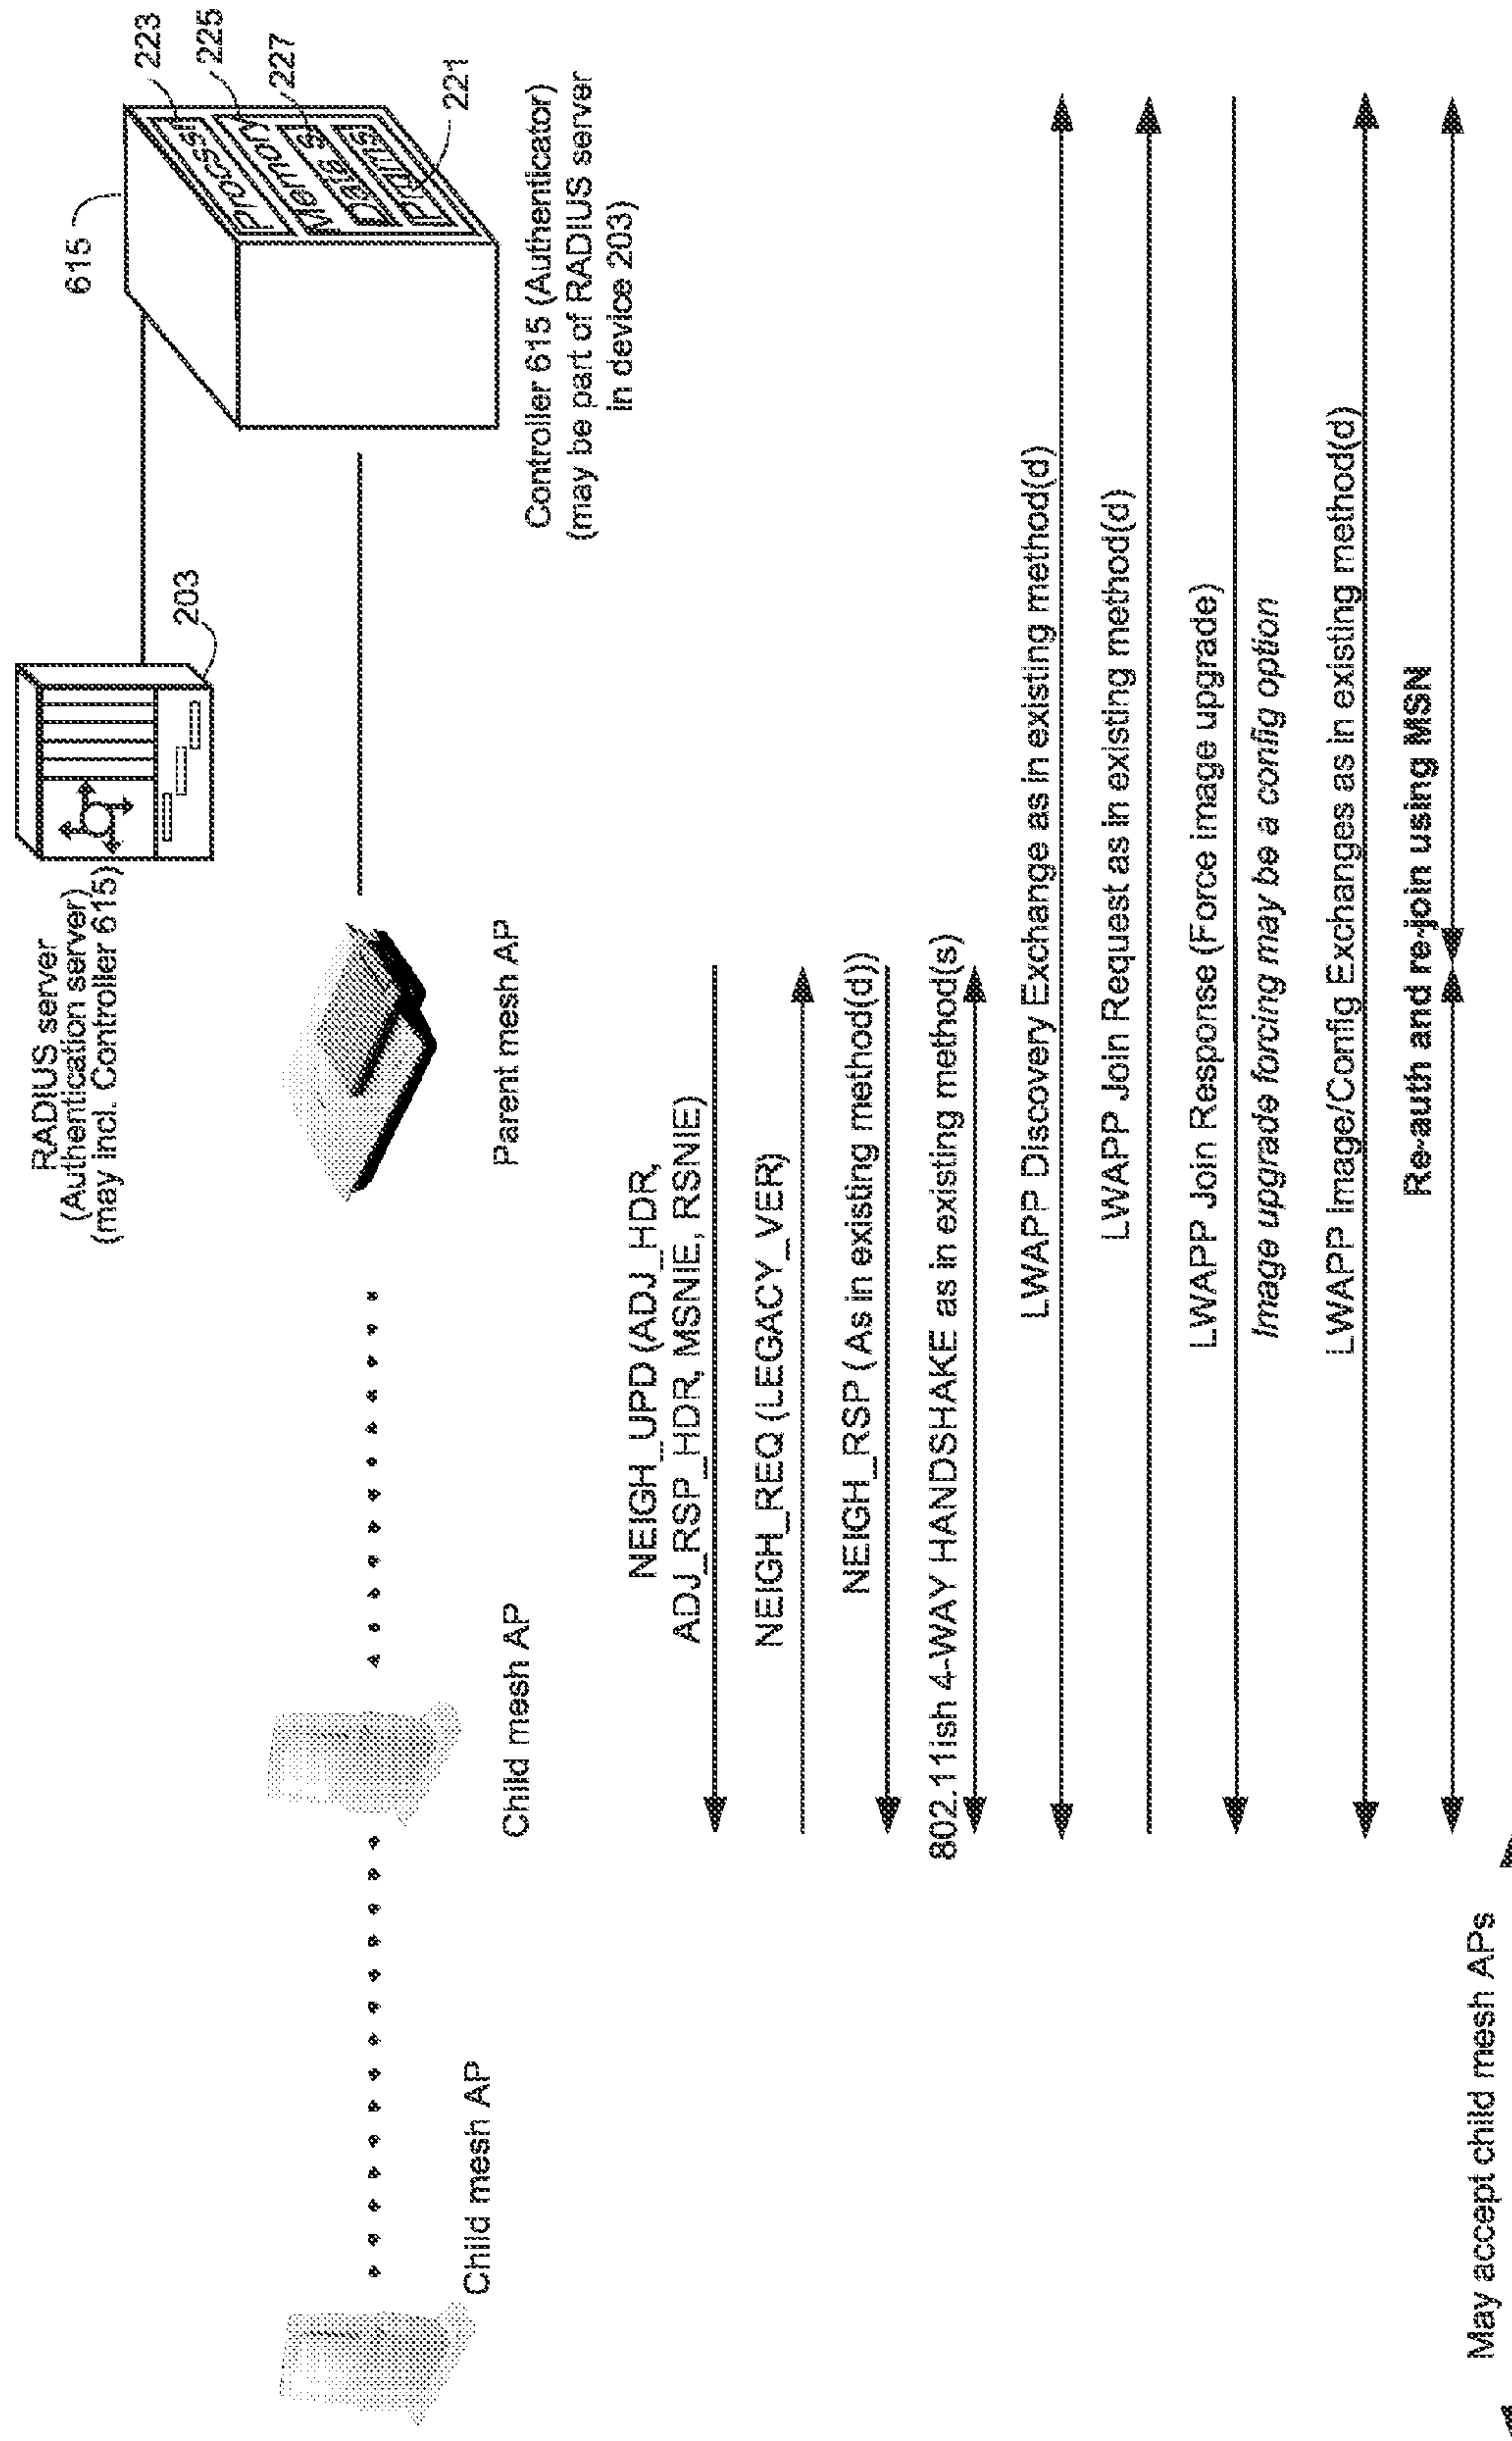 RADIUS server
(Authentication server)
(may incl. Controller 615)
203
615
223
225
227
221
Process
Memory
Data s
Prgms
Controller 615 (Authenticator)
(may be part of RADIUS server
in device 203)
Parent mesh AP
Child mesh AP
Child mesh AP
NEIGH_UPD (ADJ_HDR,
ADJ_RSP_HDR, MSNIE, RSNIE)
NEIGH_REQ (LEGACY_VER)
NEIGH_RSP (As in existing method(d))
802.11ish 4-WAY HANDSHAKE as in existing method(s)
LWAPP Discovery Exchange as in existing method(d)
LWAPP Join Request as in existing method(d)
LWAPP Join Response (Force Image upgrade)
Image upgrade forcing may be a config option
LWAPP Image/Config Exchanges as in existing method(d)
Re-auth and re-join using MSN
May accept child mesh APs